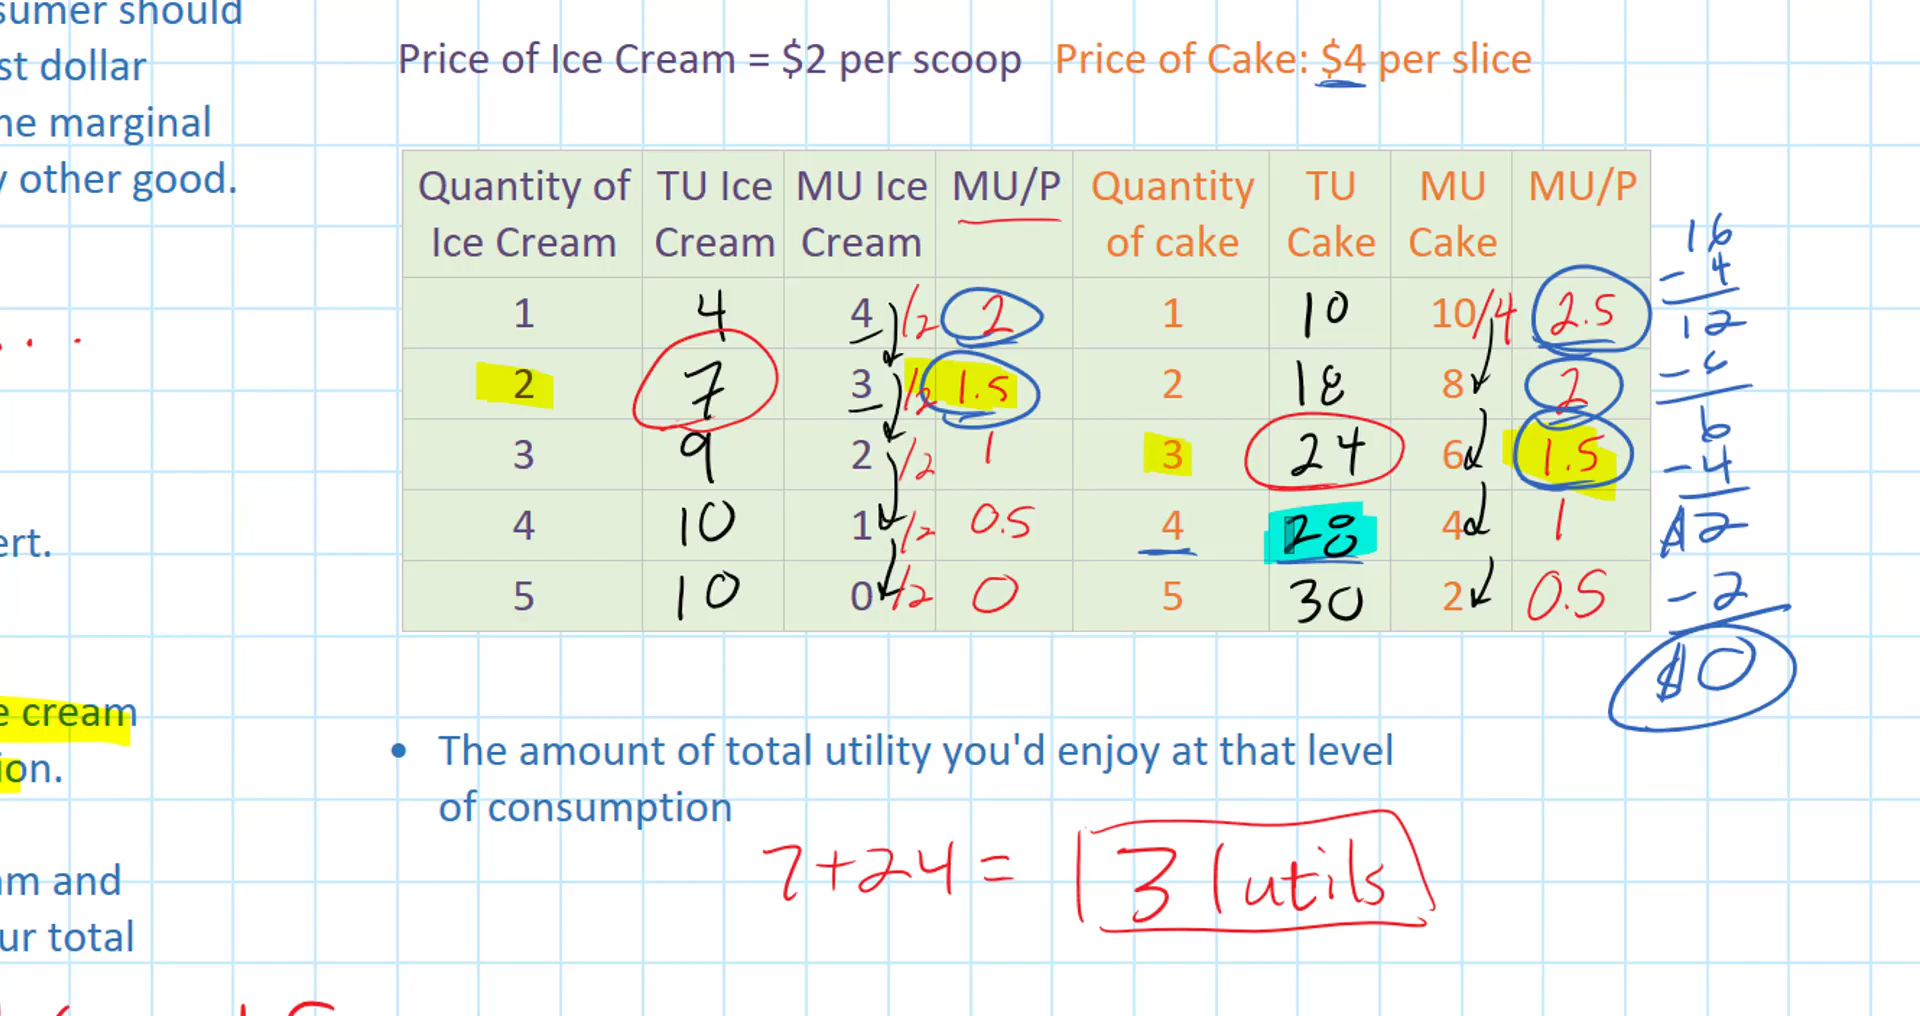 sumer should
st dollar
ne marginal
y other good.
ert.
e cream
ion.
am and
ur total
Price of Ice Cream = $2 per scoop Price of Cake: $4 per slice
Quantity of Ice Cream TU Ice Cream MU Ice Cream MU/P Quantity of cake TU Cake MU Cake MU/P
1 4 4 /2 2 1 10 10 /4 2.5
2 7 3 /2 1.5 2 18 8 2
3 9 2 /2 1 3 24 6 1.5
4 10 1 /2 0.5 4 28 4 1
5 10 0 /2 0 5 30 2 0.5
16
- 4
12
6
- 4
2
- 2
$0
• The amount of total utility you'd enjoy at that level
of consumption
7+24= 31 utils